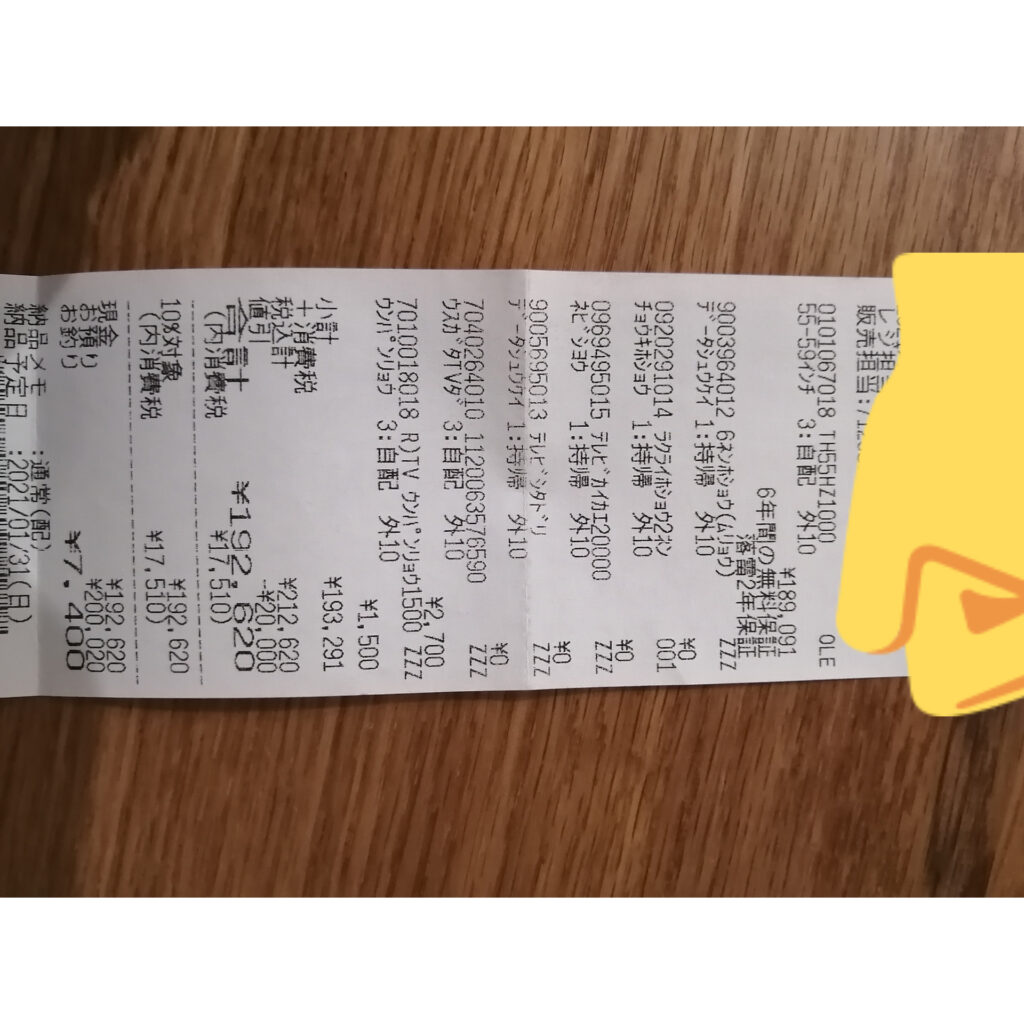 レジ担当
販売担当:712
0101067018 TH55HZ1000 OLE
55-59インチ 3:自配 外10
¥189,091
6年間の無料保証
落雷2年保証
9003964012 6ネンホショウ(ムリョウ) ZZZ
データシュウケイ 1:持帰 外10
¥0
0920291014 ラクライホショウ2ネン 001
チョウキホショウ 1:持帰 外10
¥0
0969495015 テレビカイカエ20000 ZZZ
ネビショウ 1:持帰 外10
¥0
9005695013 テレビシタドリ ZZZ
データシュウケイ 1:持帰 外10
¥0
7040264010 112006357659O ZZZ
ウスガタTVダ 3:自配 外10
¥2,700
7010018018 R)TV ウンパンリョウ1500 ZZZ
ウンパンリョウ 3:自配 外10
¥1,500
小計 ¥193,291
+消費税
税込計 ¥212,620
値引 ¥20,000
合計 ¥192,620
(内消費税 ¥17,510)
10%対象 ¥192,620
(内消費税 ¥17,510)
現金 ¥192,620
お預り ¥200,020
お釣り ¥7,400
納品メモ :通常(配)
納品予定日 :2021/01/31(日)